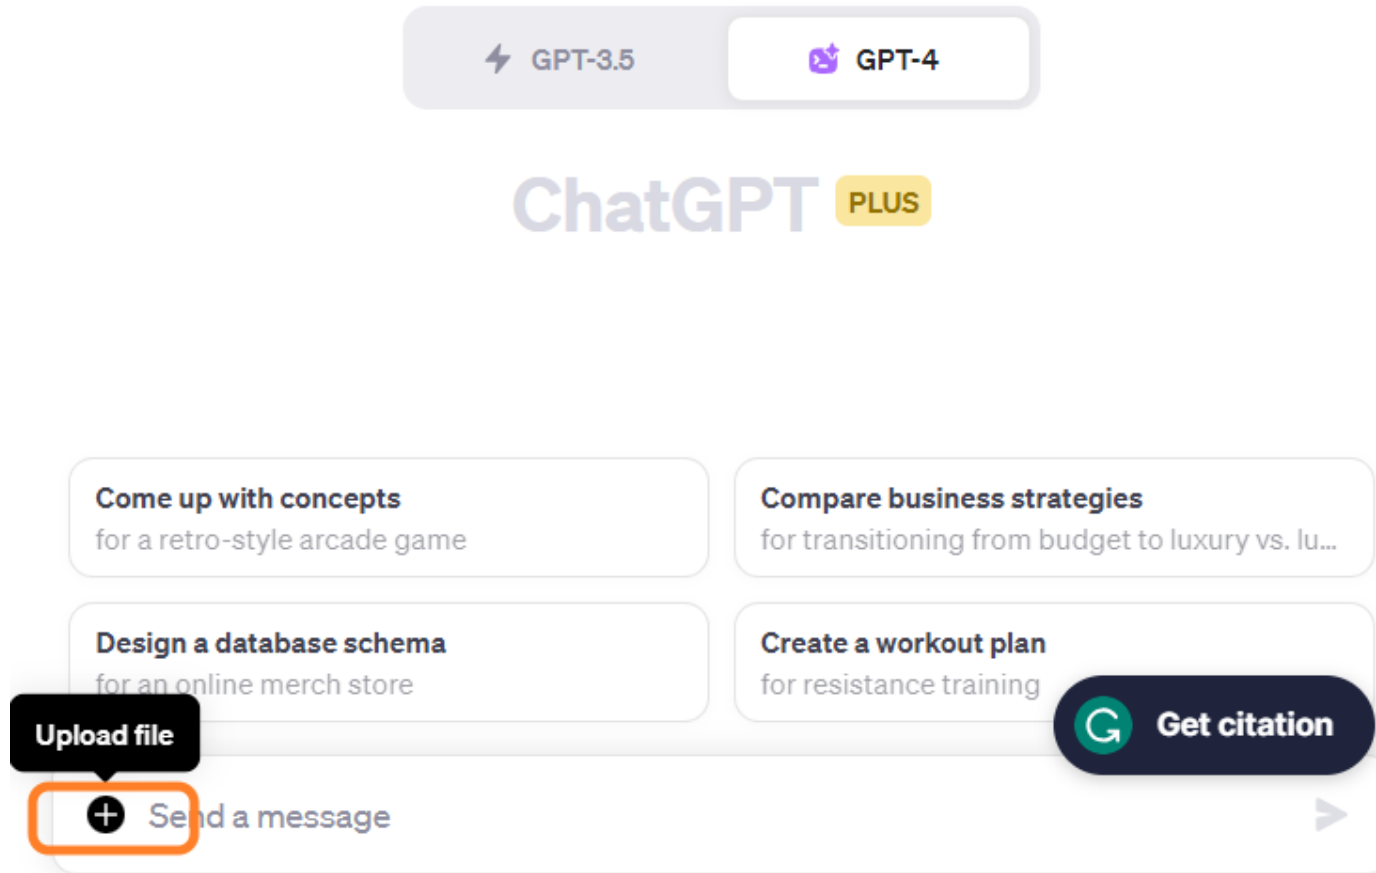 GPT-3.5
GPT-4
ChatGPT PLUS
Come up with concepts
for a retro-style arcade game
Compare business strategies
for transitioning from budget to luxury vs. lu...
Design a database schema
for an online merch store
Create a workout plan
for resistance training
Upload file
Get citation
Send a message